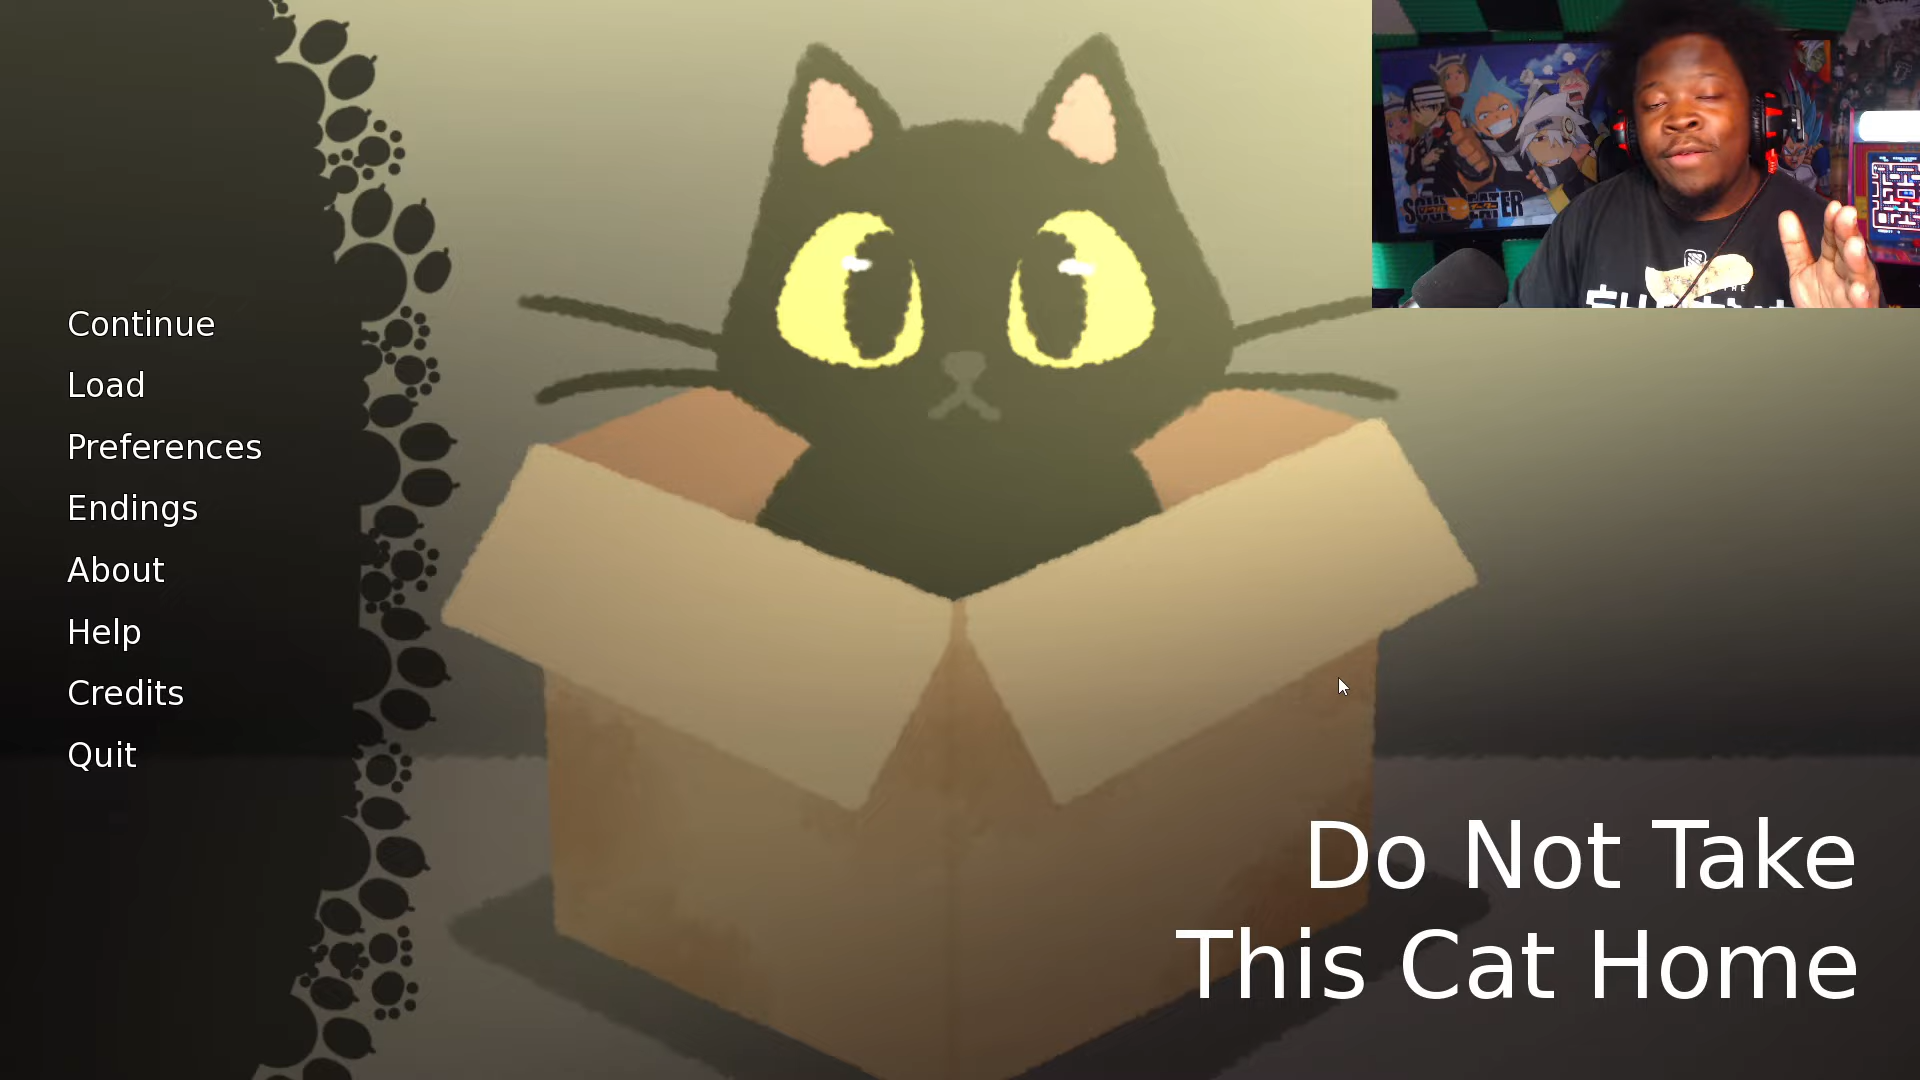 Continue
Load
Preferences
Endings
About
Help
Credits
Quit
Do Not Take
This Cat Home